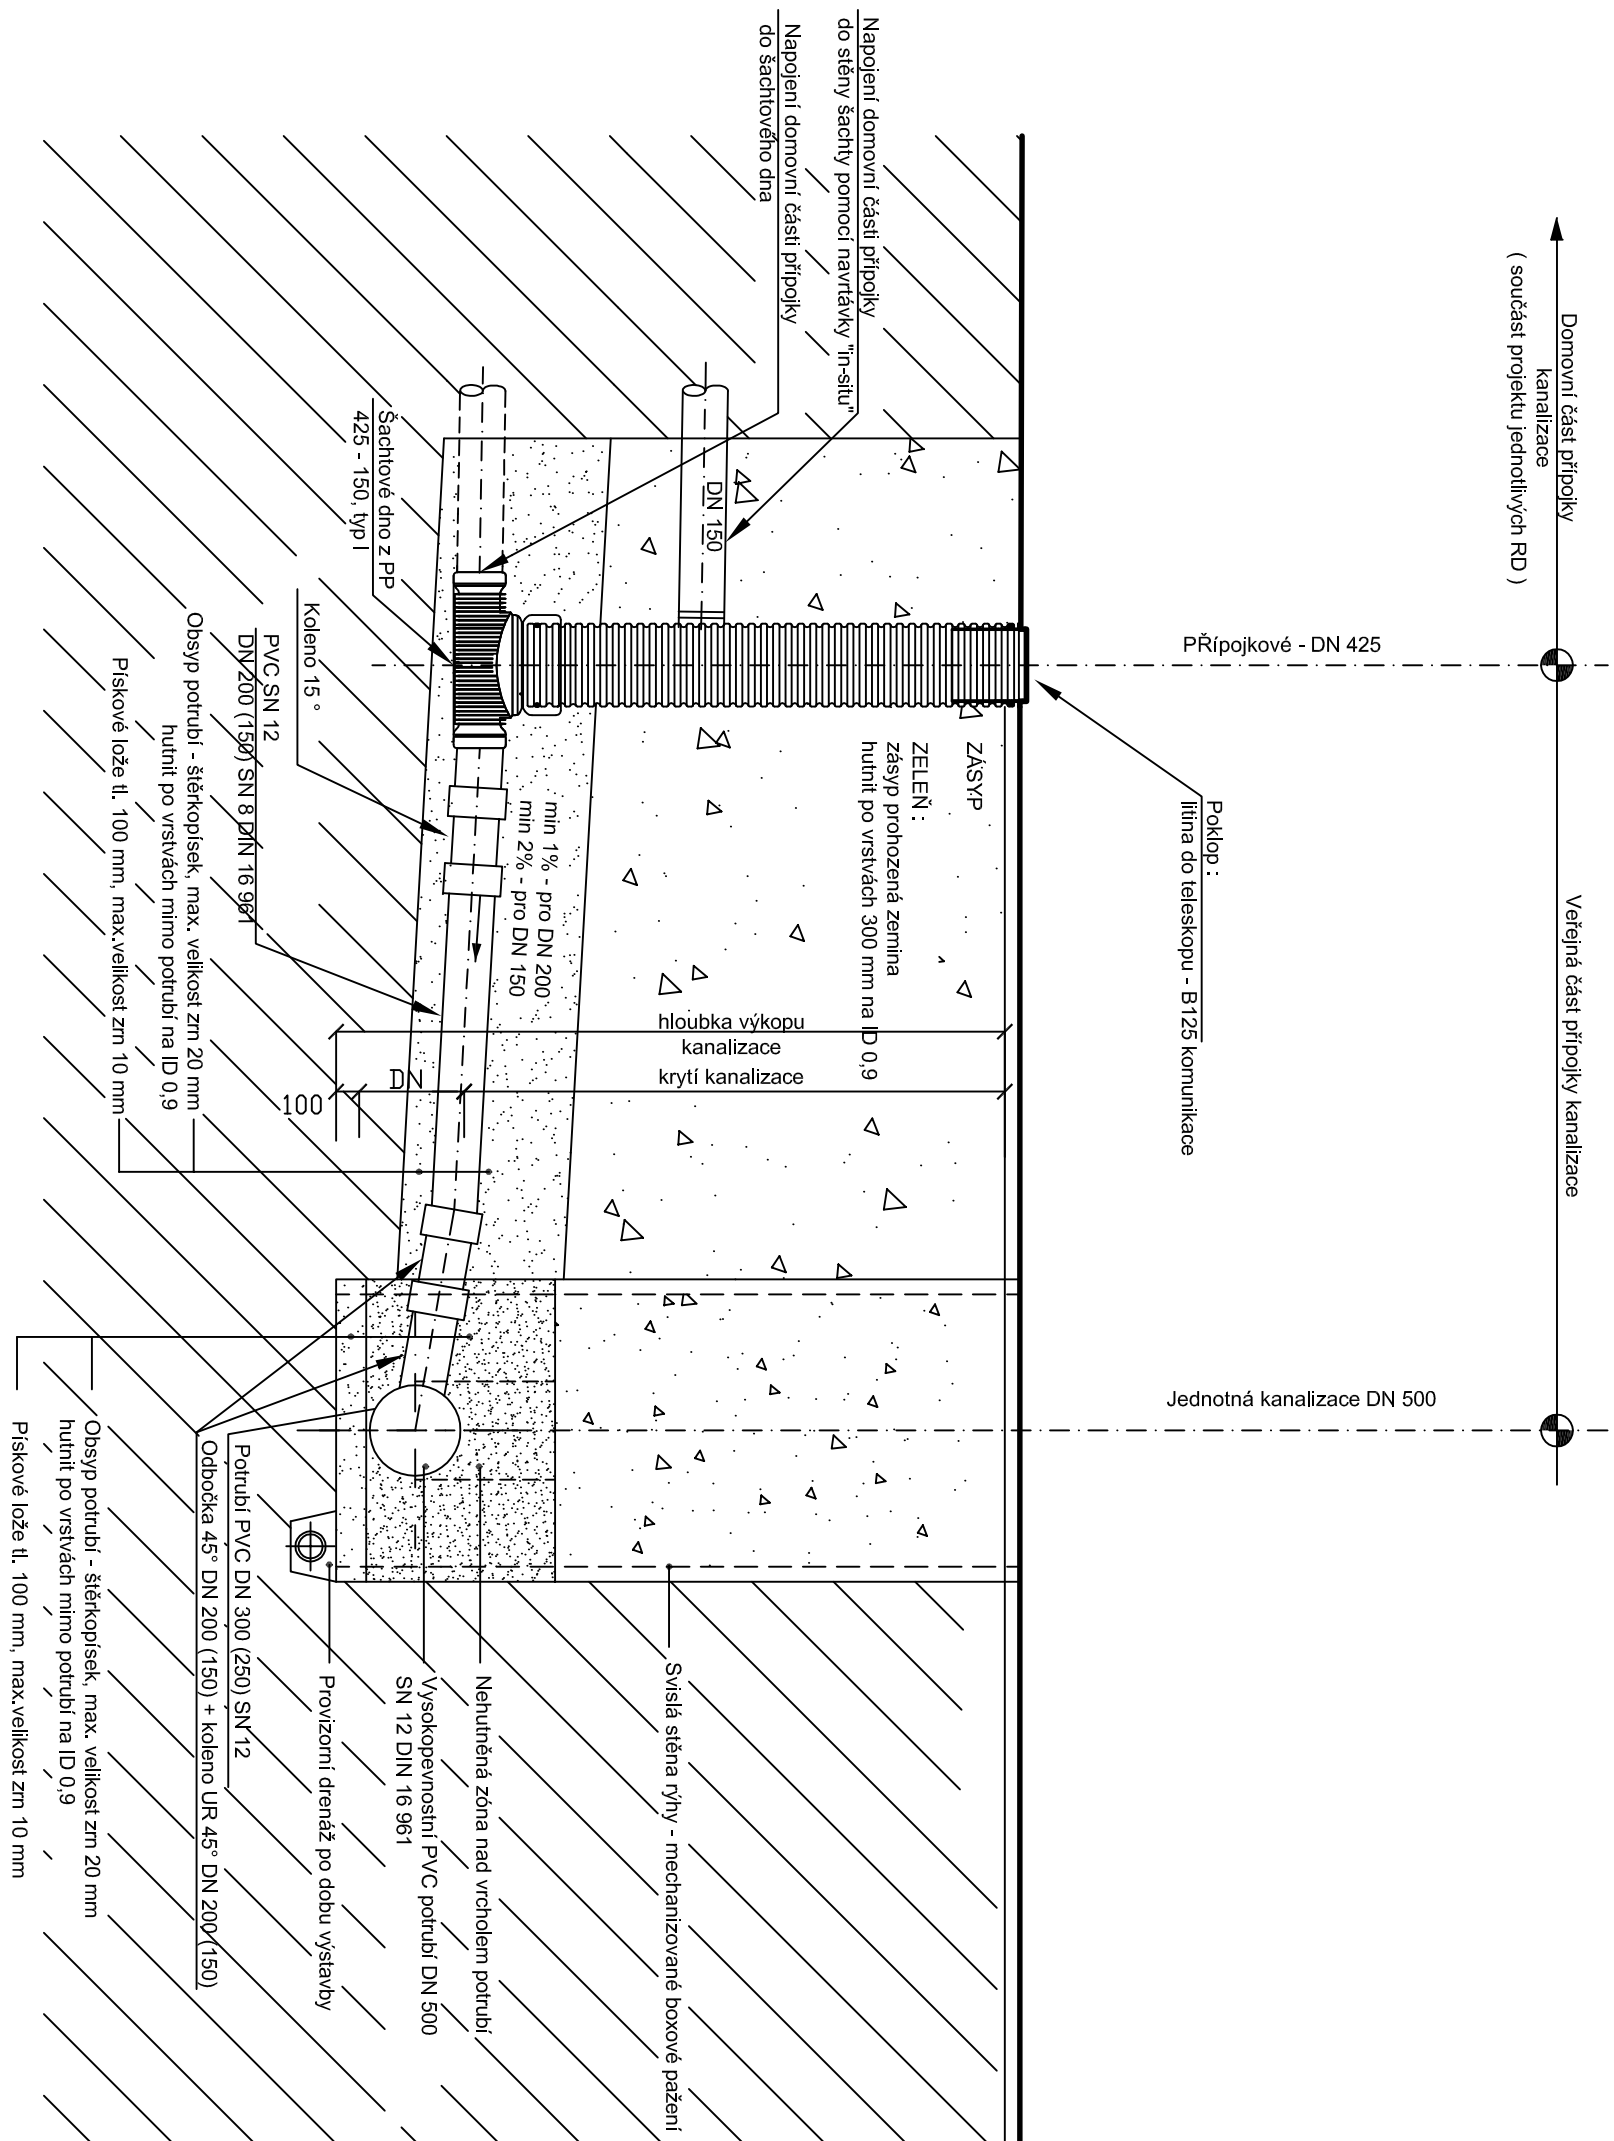 Domovní část přípojky
kanalizace
( součást projektu jednotlivých RD )
Veřejná část přípojky kanalizace
PŘípojkové - DN 425
Jednotná kanalizace DN 500
Poklop :
litina do teleskopu - B125 komunikace
Napojení domovní části přípojky
do stěny šachty pomocí navrtávky "in-situ"
Napojení domovní části přípojky
do šachtového dna
DN 150
ZÁSYP
ZELEŇ :
zásyp prohozená zemina
hutnit po vrstvách 300 mm na ID 0,9
min 1% - pro DN 200
min 2% - pro DN 150
hloubka výkopu
kanalizace
krytí kanalizace
DN
100
Šachtové dno z PP
425 - 150, typ I
Koleno 15 °
PVC SN 12
DN 200 (150) SN 8 DIN 16 961
Obsyp potrubí - štěrkopísek, max. velikost zrn 20 mm
hutnit po vrstvách mimo potrubí na ID 0,9
Pískové lože tl. 100 mm, max.velikost zrn 10 mm
Svislá stěna rýhy - mechanizované boxové pažení
Nehutněná zóna nad vrcholem potrubí
Vysokopevnostní PVC potrubí DN 500
SN 12 DIN 16 961
Provizorní drenáž po dobu výstavby
Potrubí PVC DN 300 (250) SN 12
Odbočka 45° DN 200 (150) + koleno UR 45° DN 200 (150)
Obsyp potrubí - štěrkopísek, max. velikost zrn 20 mm
hutnit po vrstvách mimo potrubí na ID 0,9
Pískové lože tl. 100 mm, max.velikost zrn 10 mm